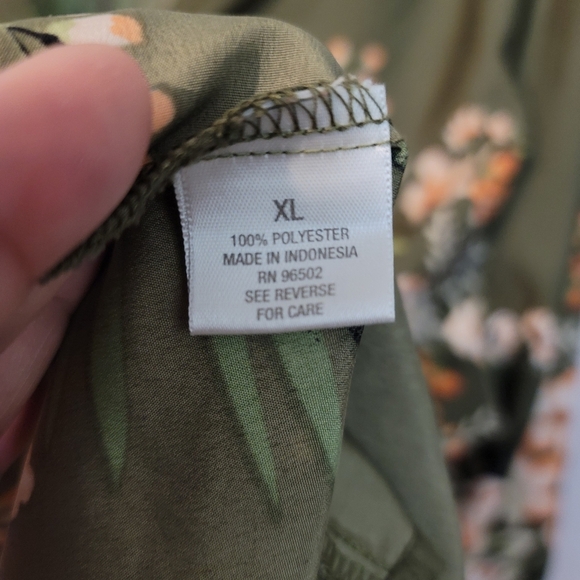 XL
100% POLYESTER
MADE IN INDONESIA
RN 96502
SEE REVERSE
FOR CARE